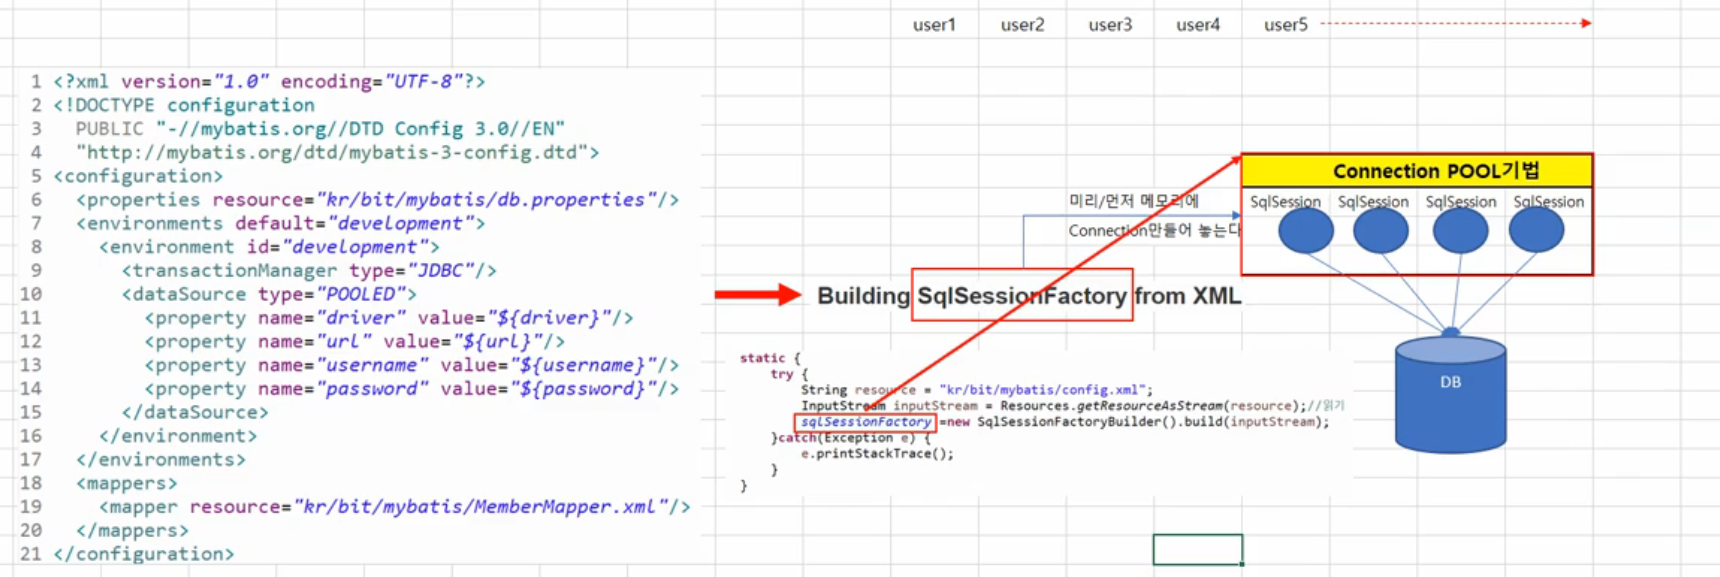 user1 user2 user3 user4 user5
1 <?xml version="1.0" encoding="UTF-8"?>
2 <!DOCTYPE configuration
3 PUBLIC "-//mybatis.org//DTD Config 3.0//EN"
4 "http://mybatis.org/dtd/mybatis-3-config.dtd">
5 <configuration>
6 <properties resource="kr/bit/mybatis/db.properties"/>
7 <environments default="development">
8 <environment id="development">
9 <transactionManager type="JDBC"/>
10 <dataSource type="POOLED">
11 <property name="driver" value="${driver}"/>
12 <property name="url" value="${url}"/>
13 <property name="username" value="${username}"/>
14 <property name="password" value="${password}"/>
15 </dataSource>
16 </environment>
17 </environments>
18 <mappers>
19 <mapper resource="kr/bit/mybatis/MemberMapper.xml"/>
20 </mappers>
21 </configuration>
Connection POOL기법
SqlSession SqlSession SqlSession SqlSession
미리/먼저 메모리에
Connection만들어 놓는다
Building SqlSessionFactory from XML
static {
try {
String resource = "kr/bit/mybatis/config.xml";
InputStream inputStream = Resources.getResourceAsStream(resource);//읽기
sqlSessionFactory =new SqlSessionFactoryBuilder().build(inputStream);
}catch(Exception e) {
e.printStackTrace();
}
}
DB